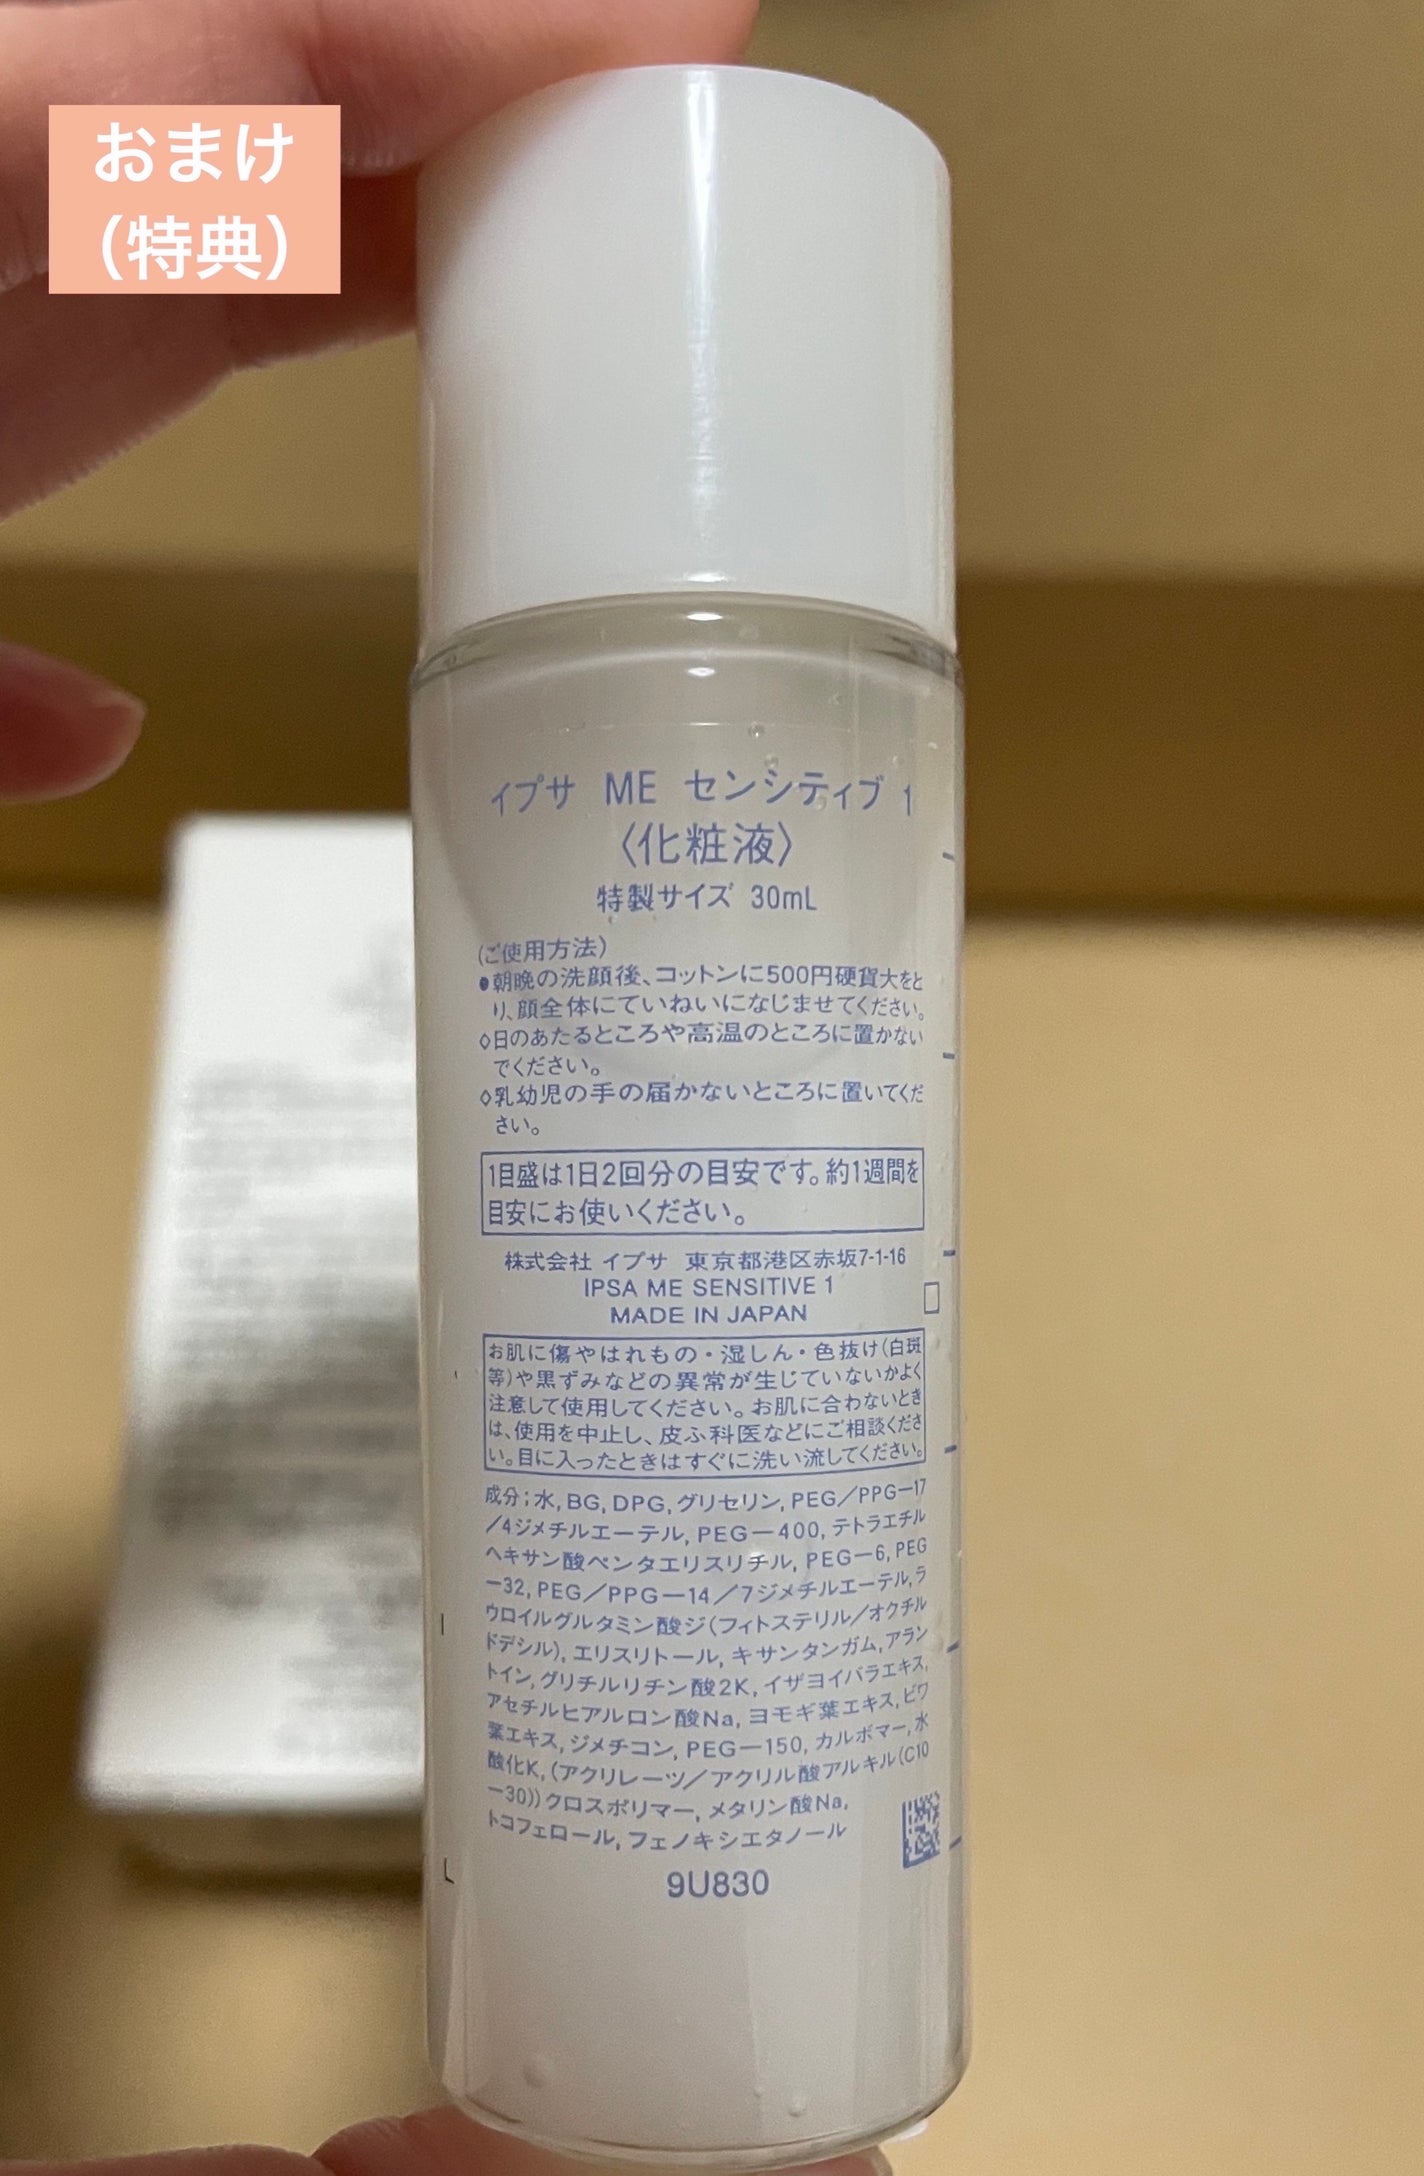 おまけ
（特典）
イプサ ME センシティブ 1
〈化粧液〉
特製サイズ 30mL
(ご使用方法)
●朝晩の洗顔後、コットンに500円硬貨大をと
り、顔全体にていねいになじませてください。
◇日のあたるところや高温のところに置かない
でください。
◇乳幼児の手の届かないところに置いてくだ
さい。
1目盛は1日2回分の目安です。約1週間を
目安にお使いください。
株式会社 イプサ 東京都港区赤坂7-1-16
IPSA ME SENSITIVE 1
MADE IN JAPAN
お肌に傷やはれもの・湿しん・色抜け(白斑
等)や黒ずみなどの異常が生じていないかよく
注意して使用してください。お肌に合わないとき
は、使用を中止し、皮ふ科医などにご相談くださ
い。目に入ったときはすぐに洗い流してください。
成分；水, BG, DPG, グリセリン, PEG／PPG－17
／4ジメチルエーテル, PEG－400, テトラエチル
ヘキサン酸ペンタエリスリチル, PEG－6, PEG
－32, PEG／PPG－14／7ジメチルエーテル, ラ
ウロイルグルタミン酸ジ(フィトステリル／オクチル
ドデシル), エリスリトール, キサンタンガム, アラン
トイン, グリチルリチン酸2K, イザヨイバラエキス,
アセチルヒアルロン酸Na, ヨモギ葉エキス, ビワ
葉エキス, ジメチコン, PEG－150, カルボマー, 水
酸化K, (アクリレーツ／アクリル酸アルキル(C10
－30))クロスポリマー, メタリン酸Na,
トコフェロール, フェノキシエタノール
9U830